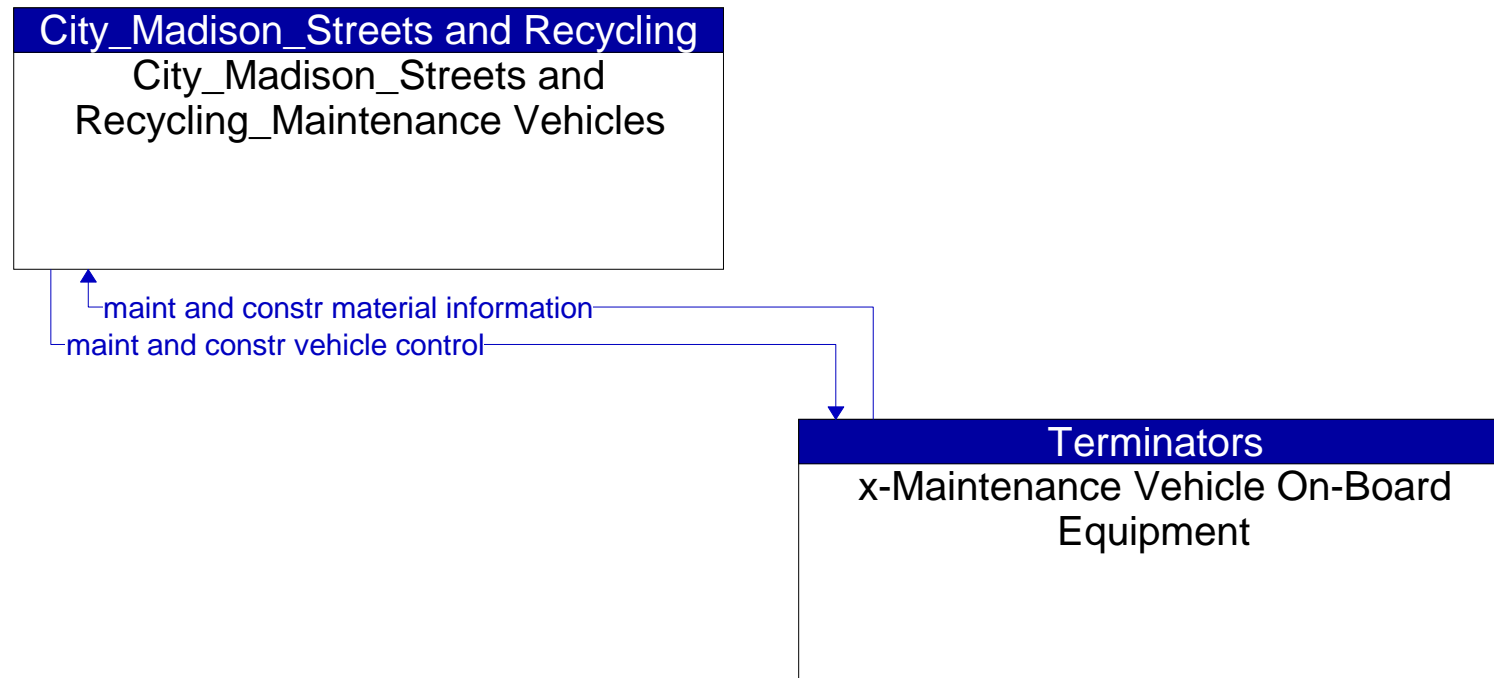 City_Madison_Streets and Recycling
City_Madison_Streets and
Recycling_Maintenance Vehicles
maint and constr material information
maint and constr vehicle control
Terminators
x-Maintenance Vehicle On-Board
Equipment